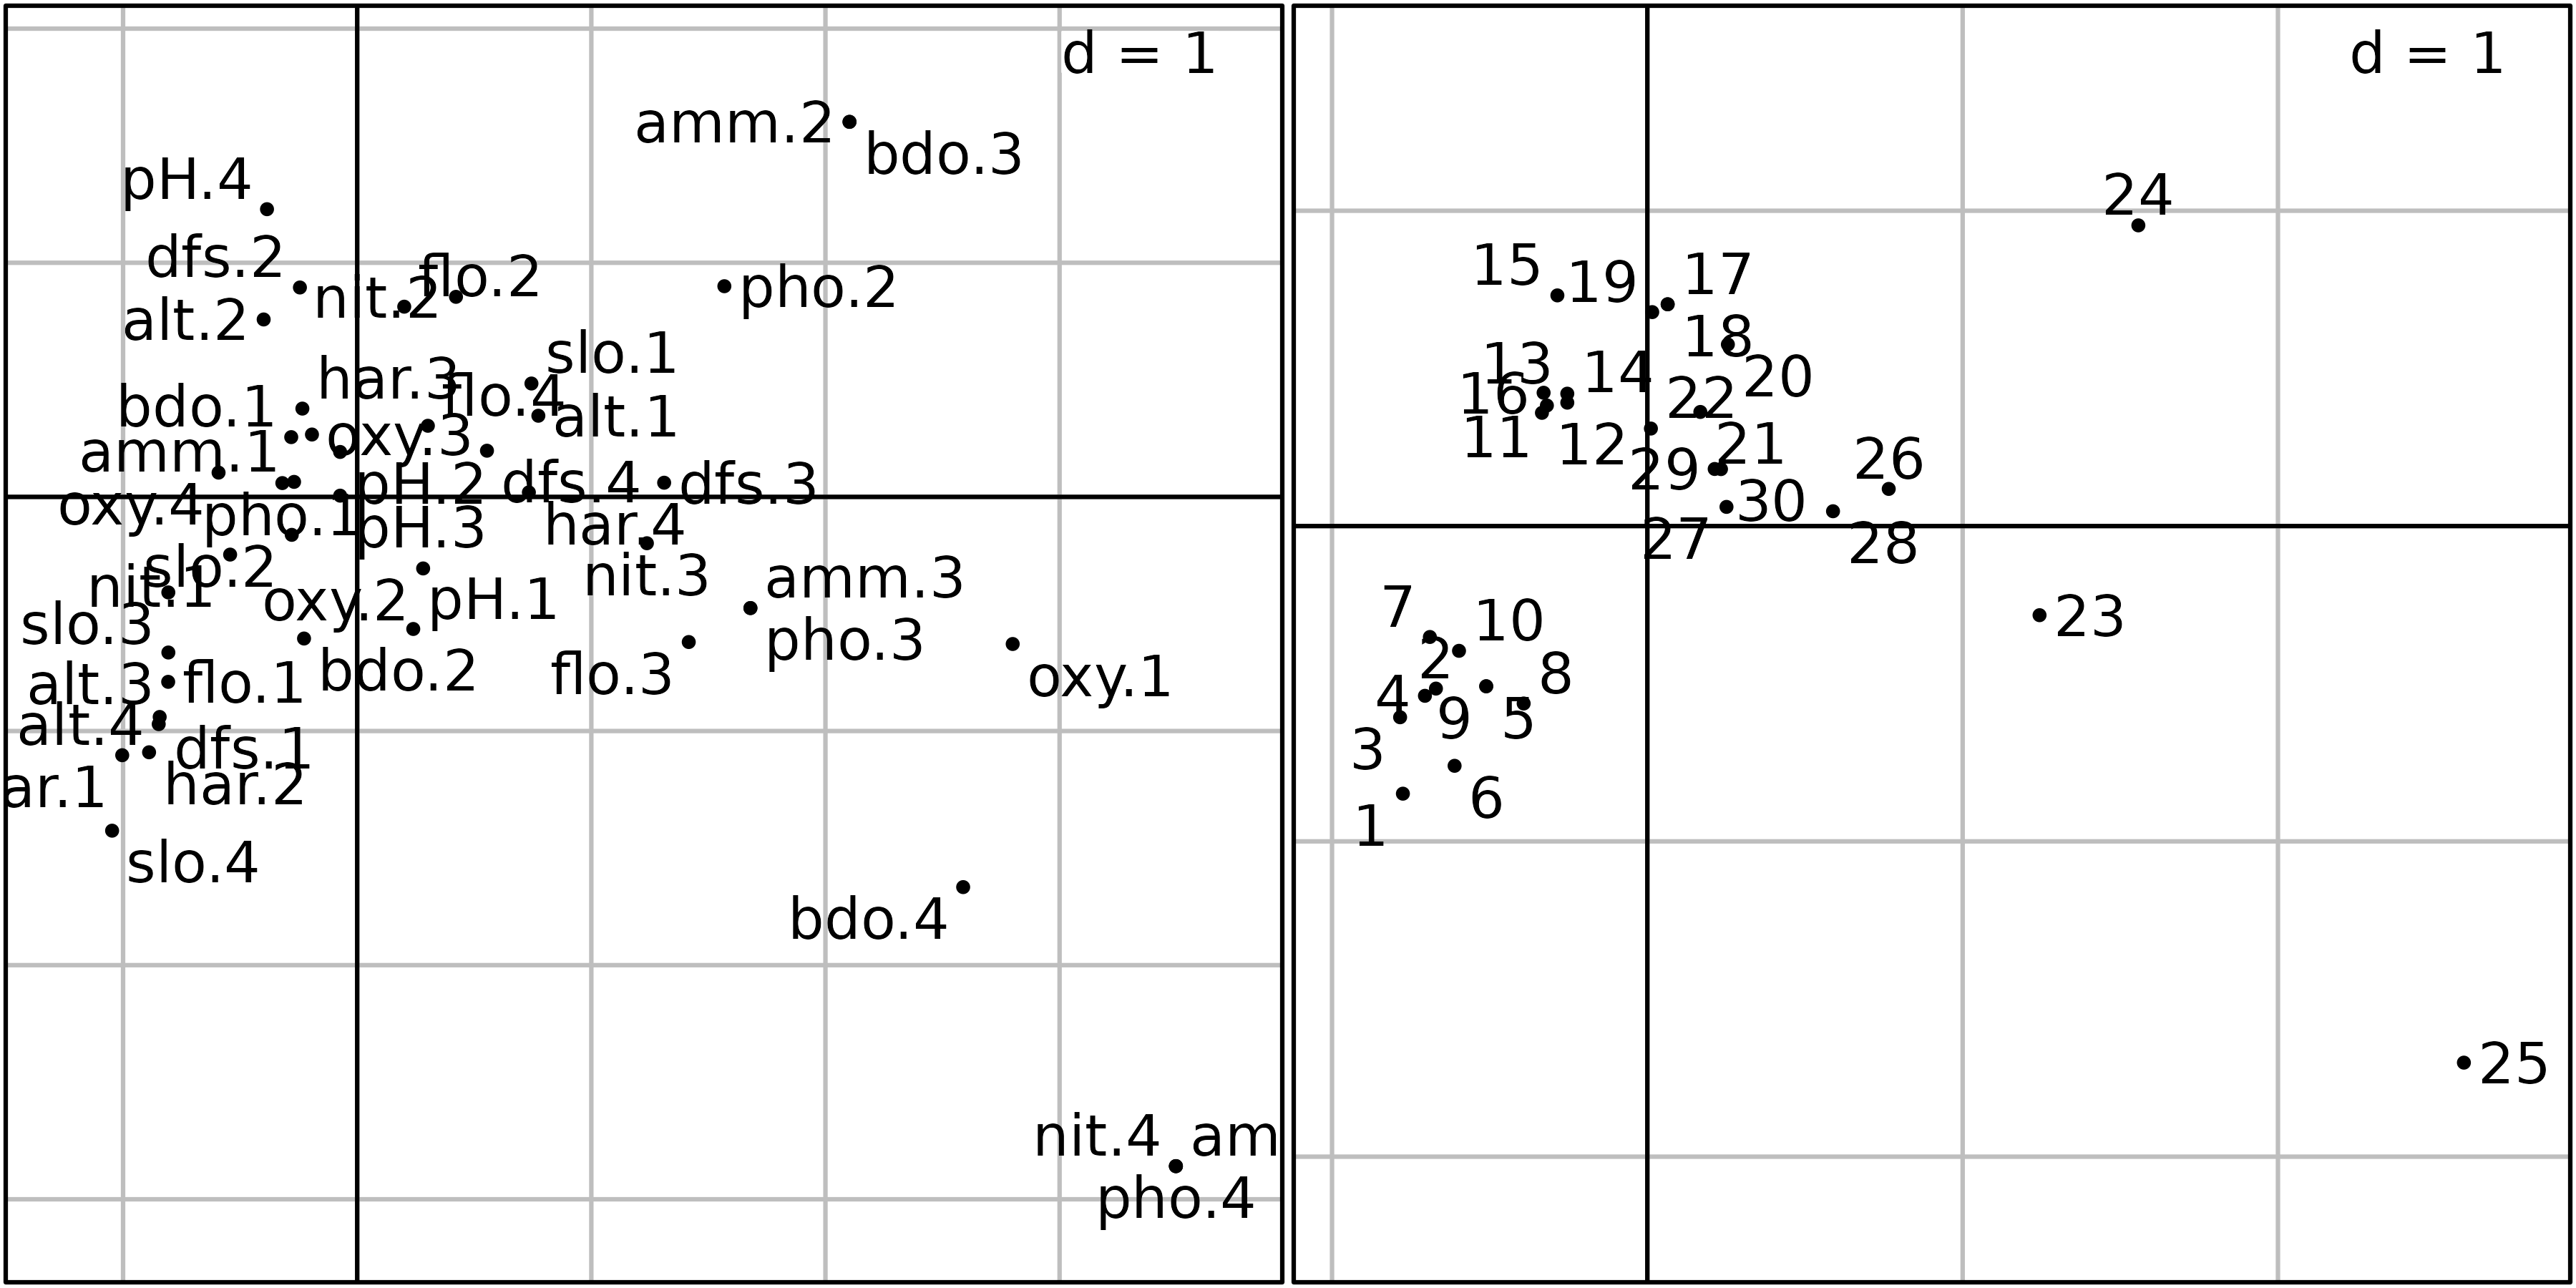 d = 1
amm.2
bdo.3
pH.4
dfs.2
nit.2
flo.2
pho.2
alt.2
slo.1
har.3
flo.4
bdo.1
alt.1
oxy.3
amm.1
pH.2
dfs.4
dfs.3
oxy.4
pho.1
pH.3
har.4
slo.2
nit.1
nit.3
amm.3
oxy.2
pH.1
slo.3
pho.3
bdo.2
flo.3
oxy.1
alt.3
flo.1
alt.4
dfs.1
ar.1
har.2
slo.4
bdo.4
nit.4
am
pho.4
d = 1
24
15
19
17
18
13
14
20
16
22
11
12
21
29
26
30
27
28
7
10
23
2
8
4
9
5
3
6
1
25